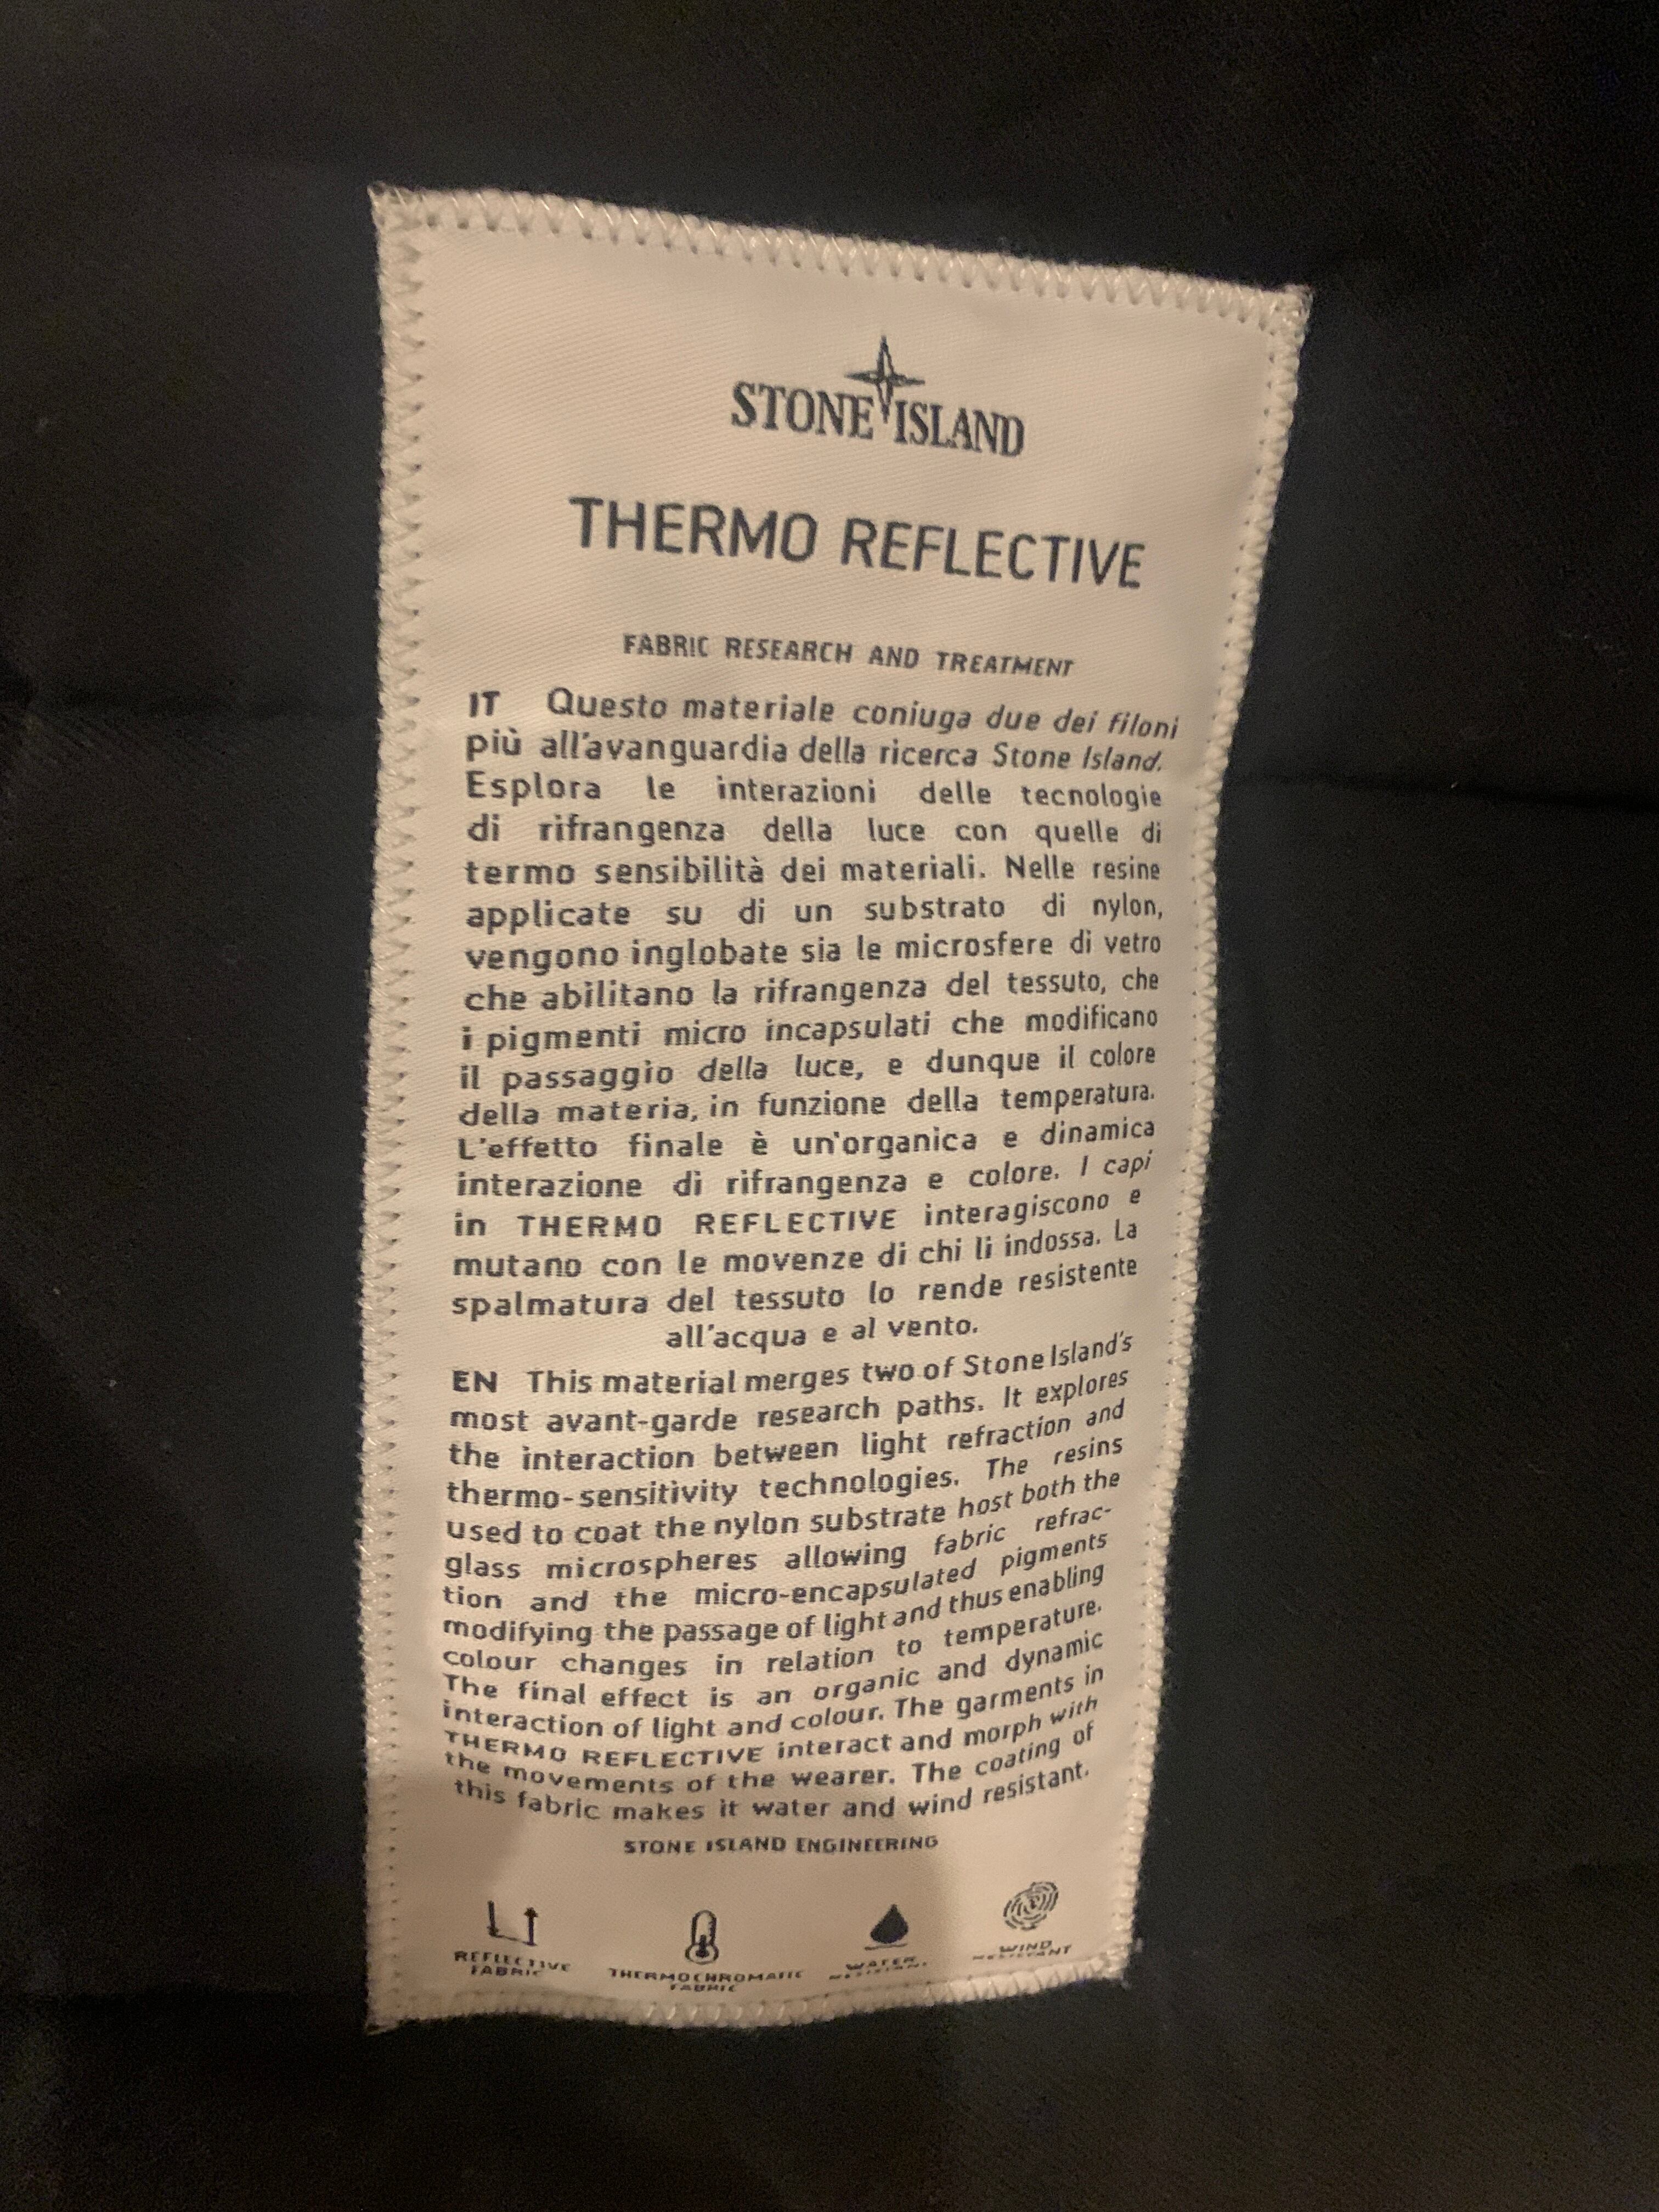 STONE ISLAND
THERMO REFLECTIVE
FABRIC RESEARCH AND TREATMENT
IT Questo materiale coniuga due dei filoni
più all'avanguardia della ricerca Stone Island.
Esplora le interazioni delle tecnologie
di rifrangenza della luce con quelle di
termo sensibilità dei materiali. Nelle resine
applicate su di un substrato di nylon,
vengono inglobate sia le microsfere di vetro
che abilitano la rifrangenza del tessuto, che
i pigmenti micro incapsulati che modificano
il passaggio della luce, e dunque il colore
della materia, in funzione della temperatura.
L'effetto finale è un'organica e dinamica
interazione di rifrangenza e colore. I capi
in THERMO REFLECTIVE interagiscono e
mutano con le movenze di chi li indossa. La
spalmatura del tessuto lo rende resistente
all'acqua e al vento.
EN This material merges two of Stone Island's
most avant-garde research paths. It explores
the interaction between light refraction and
thermo-sensitivity technologies. The resins
used to coat the nylon substrate host both the
glass microspheres allowing fabric refrac-
tion and the micro-encapsulated pigments
modifying the passage of light and thus enabling
colour changes in relation to temperature.
The final effect is an organic and dynamic
interaction of light and colour. The garments in
THERMO REFLECTIVE interact and morph with
the movements of the wearer. The coating of
this fabric makes it water and wind resistant.
STONE ISLAND ENGINEERING
REFLECTIVE
FABRIC
THERMOCHROMATIC
FABRIC
WATER
RESISTANT
WIND
RESISTANT